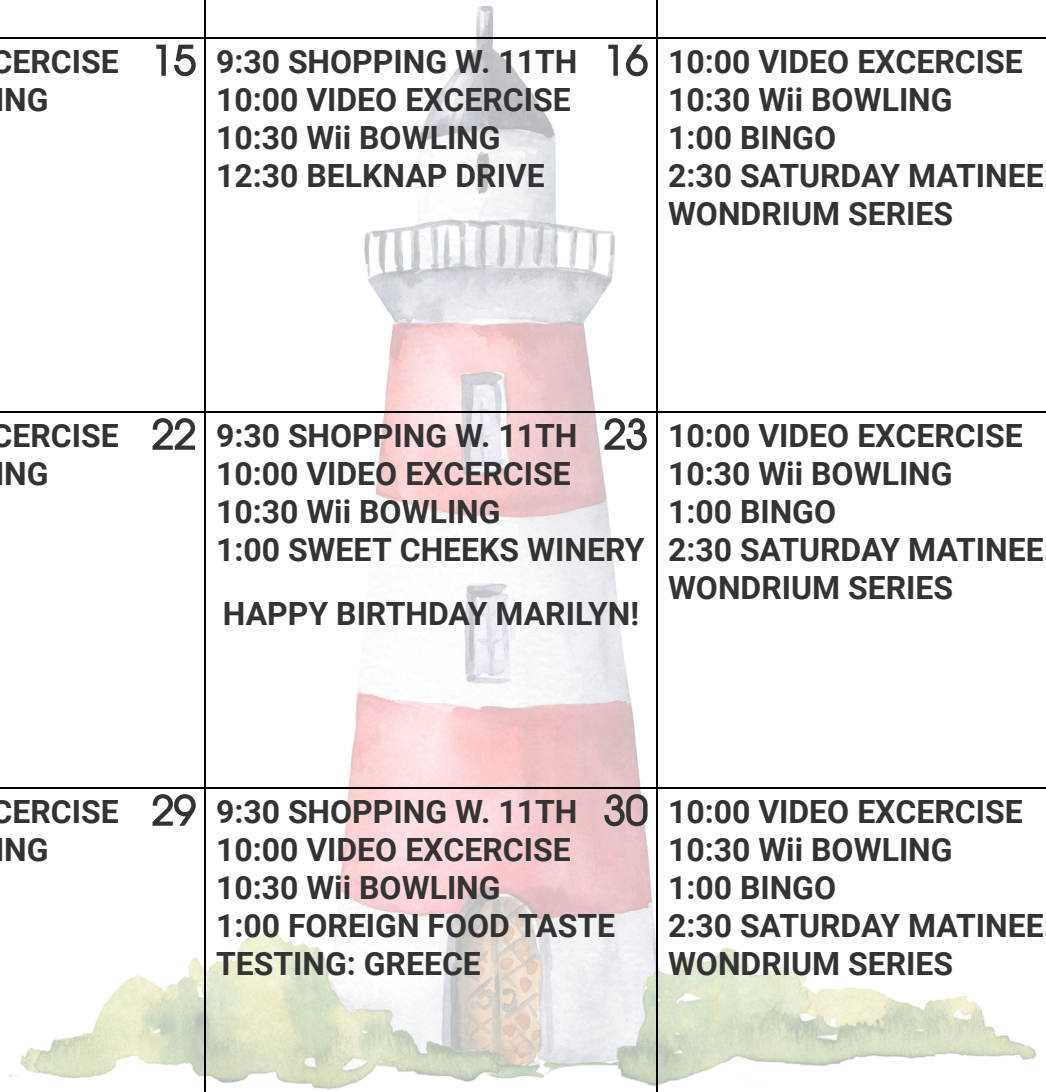 CERCISE 15
ING
9:30 SHOPPING W. 11TH 16
10:00 VIDEO EXCERCISE
10:30 Wii BOWLING
12:30 BELKNAP DRIVE
10:00 VIDEO EXCERCISE
10:30 Wii BOWLING
1:00 BINGO
2:30 SATURDAY MATINEE:
WONDRIUM SERIES
CERCISE 22
ING
9:30 SHOPPING W. 11TH 23
10:00 VIDEO EXCERCISE
10:30 Wii BOWLING
1:00 SWEET CHEEKS WINERY
HAPPY BIRTHDAY MARILYN!
10:00 VIDEO EXCERCISE
10:30 Wii BOWLING
1:00 BINGO
2:30 SATURDAY MATINEE:
WONDRIUM SERIES
CERCISE 29
ING
9:30 SHOPPING W. 11TH 30
10:00 VIDEO EXCERCISE
10:30 Wii BOWLING
1:00 FOREIGN FOOD TASTE
TESTING: GREECE
10:00 VIDEO EXCERCISE
10:30 Wii BOWLING
1:00 BINGO
2:30 SATURDAY MATINEE:
WONDRIUM SERIES